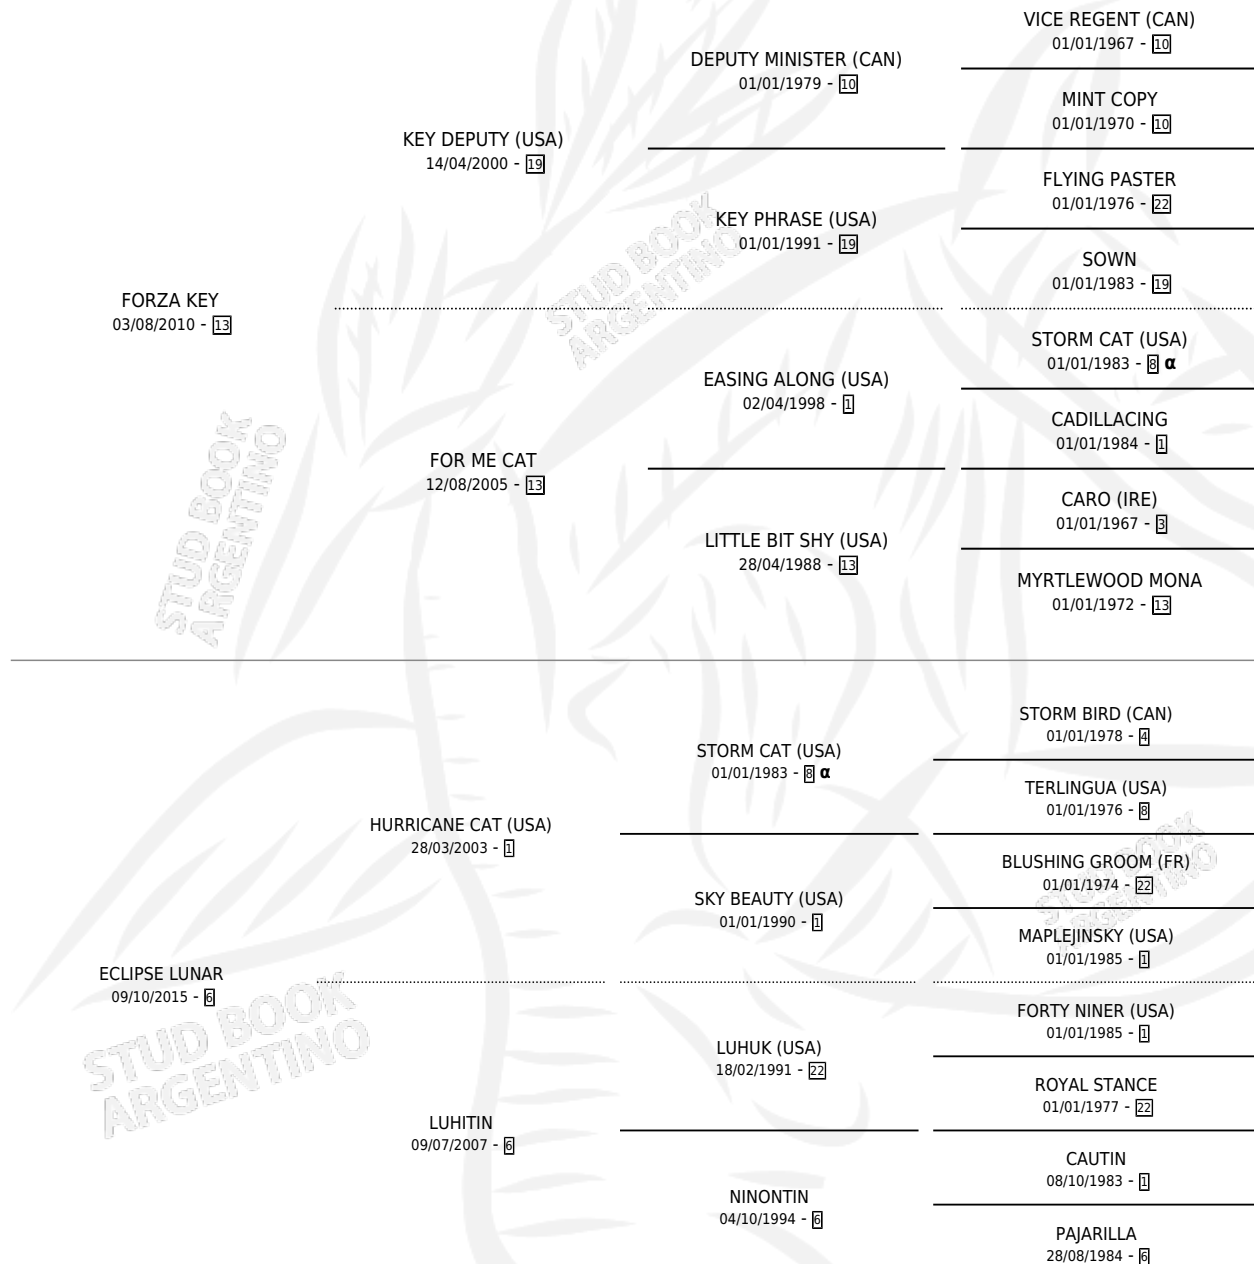 VICE REGENT (CAN)
01/01/1967 - 10
DEPUTY MINISTER (CAN)
01/01/1979 - 10
MINT COPY
01/01/1970 - 10
KEY DEPUTY (USA)
14/04/2000 - 19
FLYING PASTER
01/01/1976 - 22
KEY PHRASE (USA)
01/01/1991 - 19
SOWN
01/01/1983 - 19
FORZA KEY
03/08/2010 - 13
STORM CAT (USA)
01/01/1983 - 8 α
EASING ALONG (USA)
02/04/1998 - 1
CADILLACING
01/01/1984 - 1
FOR ME CAT
12/08/2005 - 13
CARO (IRE)
01/01/1967 - 3
LITTLE BIT SHY (USA)
28/04/1988 - 13
MYRTLEWOOD MONA
01/01/1972 - 13
STORM BIRD (CAN)
01/01/1978 - 4
STORM CAT (USA)
01/01/1983 - 8 α
TERLINGUA (USA)
01/01/1976 - 8
HURRICANE CAT (USA)
28/03/2003 - 1
BLUSHING GROOM (FR)
01/01/1974 - 22
SKY BEAUTY (USA)
01/01/1990 - 1
MAPLEJINSKY (USA)
01/01/1985 - 1
ECLIPSE LUNAR
09/10/2015 - 6
FORTY NINER (USA)
01/01/1985 - 1
LUHUK (USA)
18/02/1991 - 22
ROYAL STANCE
01/01/1977 - 22
LUHITIN
09/07/2007 - 6
CAUTIN
08/10/1983 - 1
NINONTIN
04/10/1994 - 6
PAJARILLA
28/08/1984 - 6
STUD BOOK
ARGENTINO
STUD BOOK
ARGENTINO
STUD BOOK
ARGENTINO
STUD BOOK
ARGENTINO